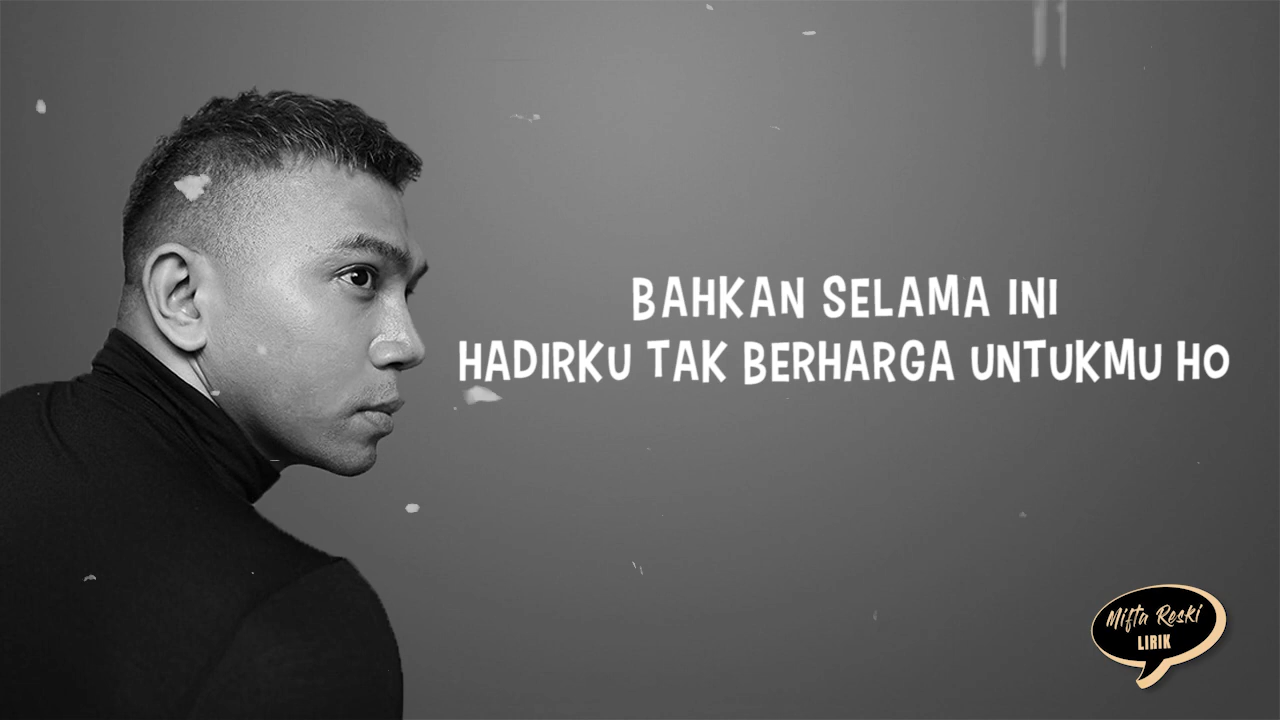 BAHKAN SELAMA INI
HADIRKU TAK BERHARGA UNTUKMU HO
Mifta Reski
LIRIK